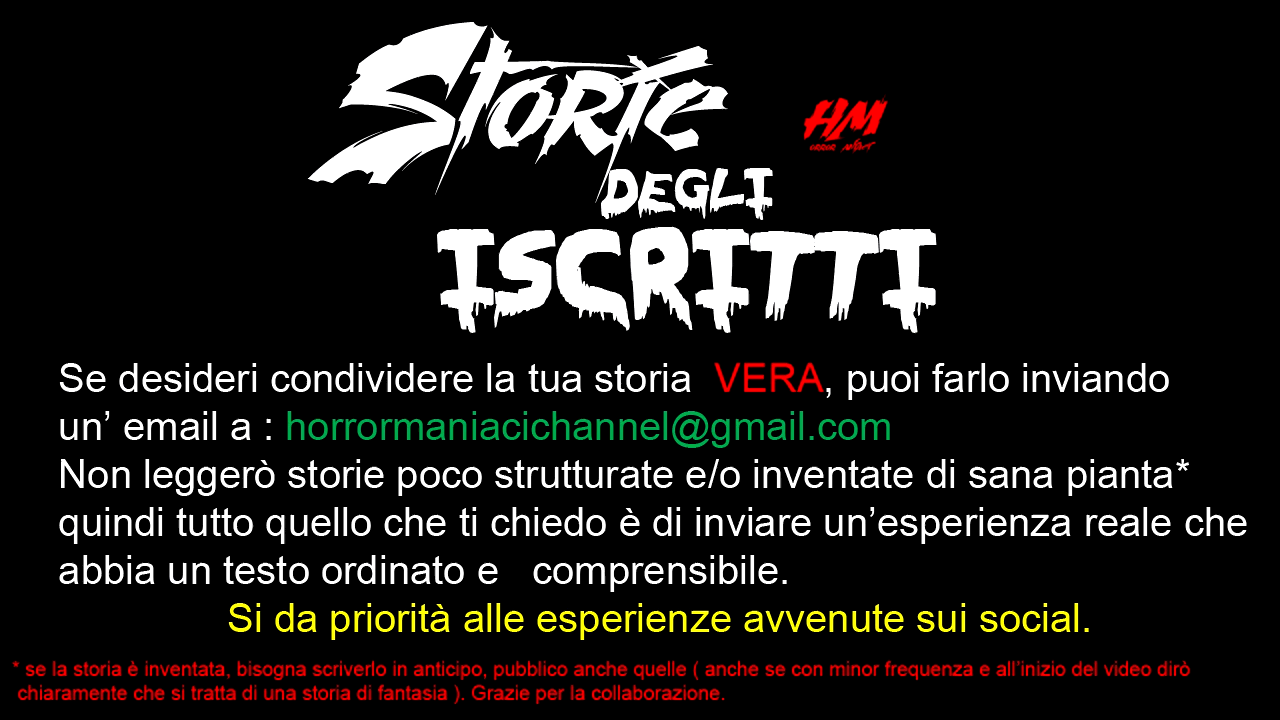 STORIE
HM
DEGLI
ISCRITTI
Se desideri condividere la tua storia VERA, puoi farlo inviando
un’ email a : horrormaniacichannel@gmail.com
Non leggerò storie poco strutturate e/o inventate di sana pianta*
quindi tutto quello che ti chiedo è di inviare un’esperienza reale che
abbia un testo ordinato e comprensibile.
Si da priorità alle esperienze avvenute sui social.
* se la storia è inventata, bisogna scriverlo in anticipo, pubblico anche quelle ( anche se con minor frequenza e all’inizio del video dirò
chiaramente che si tratta di una storia di fantasia ). Grazie per la collaborazione.